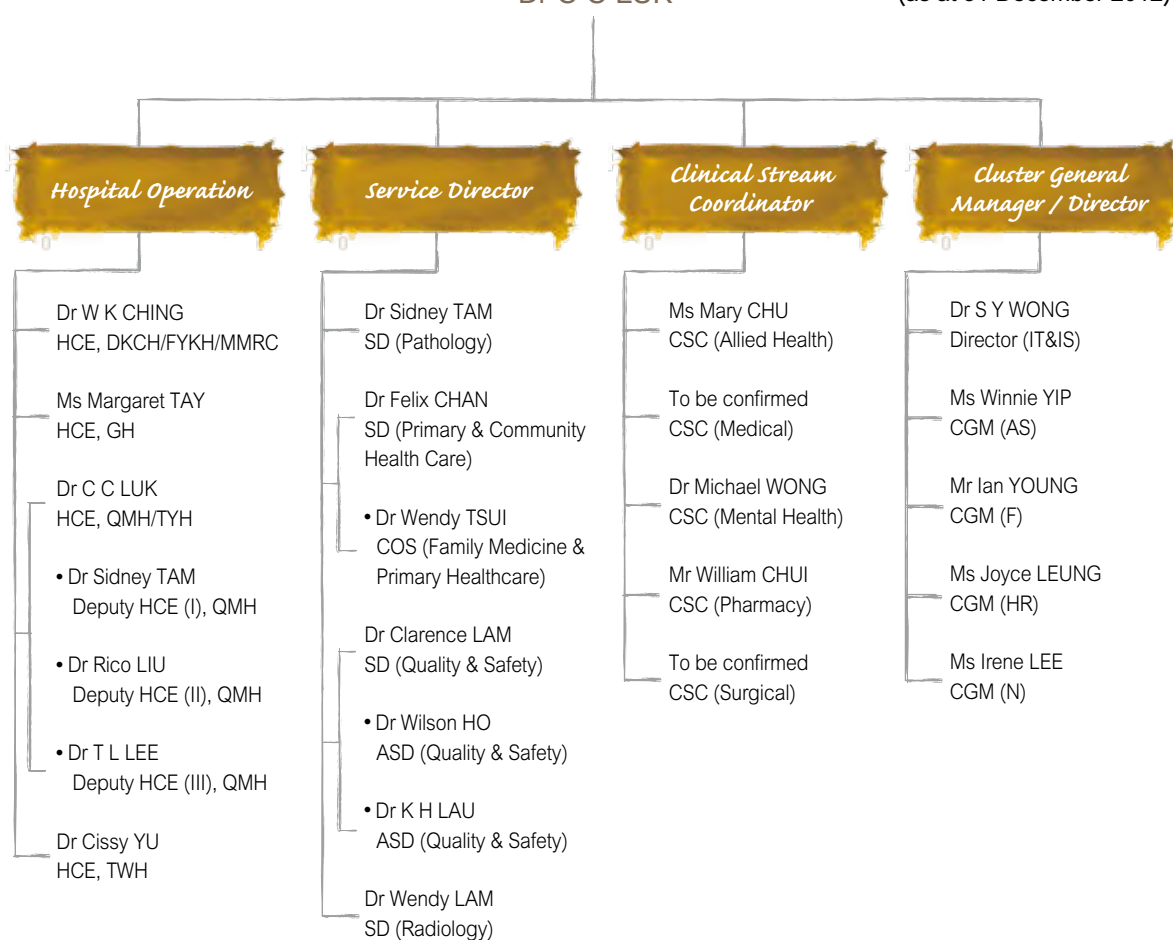 Hospital Operation
Dr W K CHING
HCE, DKCH/FYKH/MMRC
Ms Margaret TAY
HCE, GH
Dr C C LUK
HCE, QMH/TYH
• Dr Sidney TAM
Deputy HCE (I), QMH
• Dr Rico LIU
Deputy HCE (II), QMH
• Dr T L LEE
Deputy HCE (III), QMH
Dr Cissy YU
HCE, TWH
Service Director
Dr Sidney TAM
SD (Pathology)
Dr Felix CHAN
SD (Primary & Community
Health Care)
• Dr Wendy TSUI
COS (Family Medicine &
Primary Healthcare)
Dr Clarence LAM
SD (Quality & Safety)
• Dr Wilson HO
ASD (Quality & Safety)
• Dr K H LAU
ASD (Quality & Safety)
Dr Wendy LAM
SD (Radiology)
Clinical Stream
Coordinator
Ms Mary CHU
CSC (Allied Health)
To be confirmed
CSC (Medical)
Dr Michael WONG
CSC (Mental Health)
Mr William CHUI
CSC (Pharmacy)
To be confirmed
CSC (Surgical)
Cluster General
Manager / Director
Dr S Y WONG
Director (IT&IS)
Ms Winnie YIP
CGM (AS)
Mr Ian YOUNG
CGM (F)
Ms Joyce LEUNG
CGM (HR)
Ms Irene LEE
CGM (N)